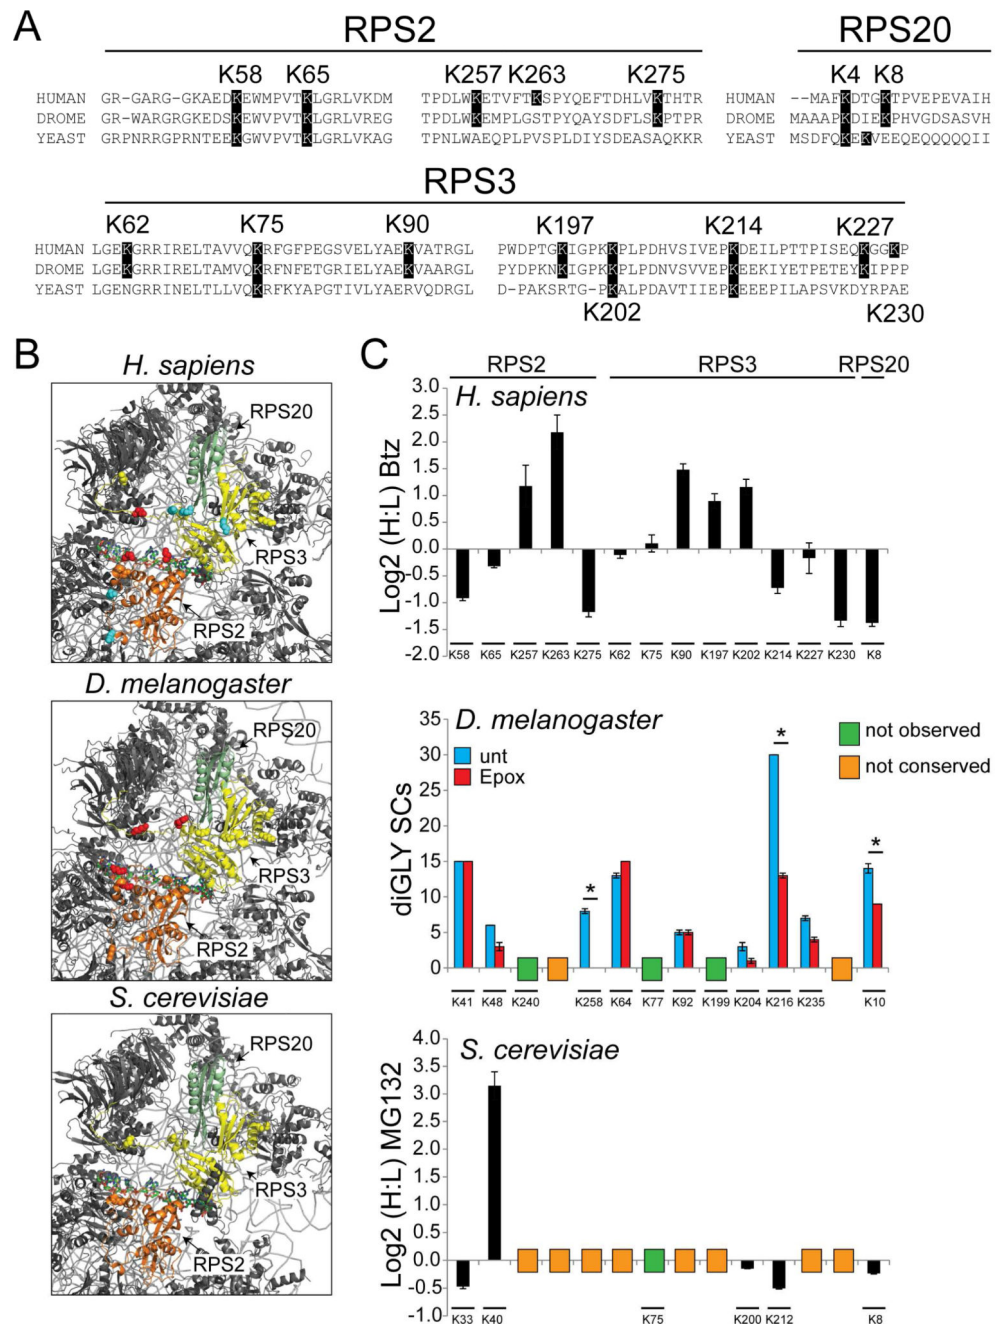 A
RPS2 RPS20
K58 K65 K257 K263 K275 K4 K8
HUMAN GR-GARG-GKAEDKEWMPVTKLGRLVKDM TPDLWKETVFTKSPYQEFTDHLVKTHTR HUMAN --MAFKDTGKTPVEPEVAIH
DROME GR-WARGRGKEDSKEWVPVTKLGRLVREG TPDLWKEMPLGSTPYQAYSDFLSKPTPR DROME MAAAPKDIEKPHVGDSASVH
YEAST GRPNRRGRPRNTEEKGWVPVTKLGRLVKAG TPNLWAEQPLPVSPLDIYSDEASAQKKR YEAST MSDFQKEKVEEQEQQQQQII
RPS3
K62 K75 K90 K197 K214 K227
HUMAN LGEKGRRIRELTAVVQKRFGFPEGSVELYAEKVATRGL PWDPTGKIGPKKPLPDHVSIVEPKDEILPTTPISEQKGGKP
DROME LGEKGRRIRELTAMVQKRFNFETGRIELYAEKVAARGL PYDPKNKIGPKKPLPDNVSVVEPKEEKIYETPETEYKIPPP
YEAST LGENGRRINELTLLVQKRFKYAPGTIVLYAERVQDRGL D-PAKSRTG-PKALPDAVTIIEPKEEEPILAPSVKDYRPAE
K202 K230
B
H. sapiens
RPS20
RPS3
RPS2
D. melanogaster
RPS20
RPS3
RPS2
S. cerevisiae
RPS20
RPS3
RPS2
C
RPS2 RPS3 RPS20
H. sapiens
Log2 (H:L) Btz
3.0
2.5
2.0
1.5
1.0
0.5
0.0
-0.5
-1.0
-1.5
-2.0
K58 K65 K257 K263 K275 K62 K75 K90 K197 K202 K214 K227 K230 K8
D. melanogaster
unt
Epox
not observed
not conserved
diGLY SCs
35
30
25
20
15
10
5
0
* * *
K41 K48 K240 K258 K64 K77 K92 K199 K204 K216 K235 K10
S. cerevisiae
Log2 (H:L) MG132
4.0
3.5
3.0
2.5
2.0
1.5
1.0
0.5
0.0
-0.5
-1.0
K33 K40 K75 K200 K212 K8